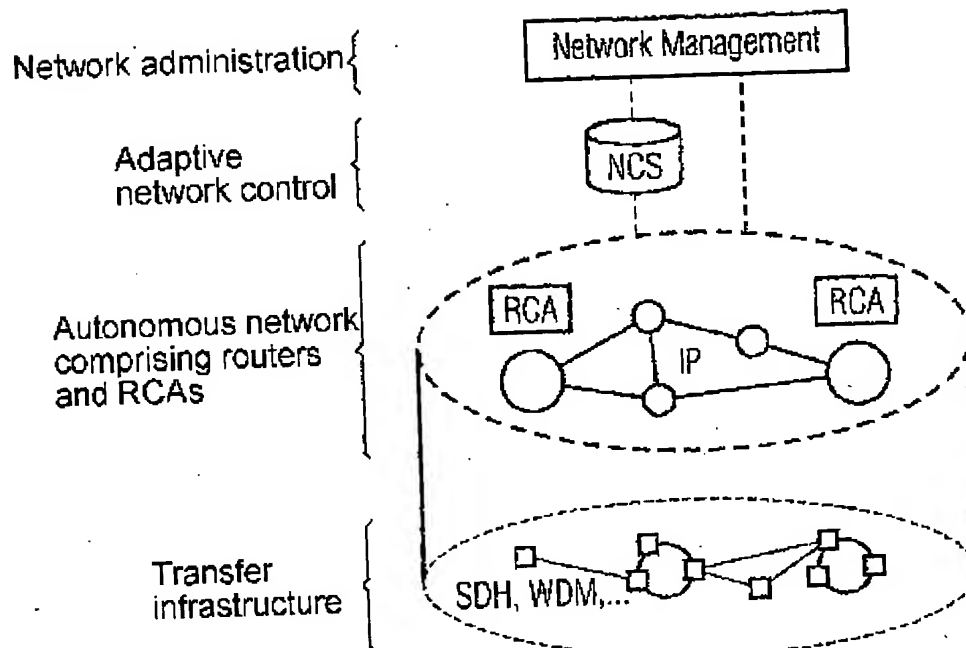 Network administration
Network Management
Adaptive
network control
NCS
Autonomous network
comprising routers
and RCAs
RCA
RCA
IP
Transfer
infrastructure
SDH, WDM,...